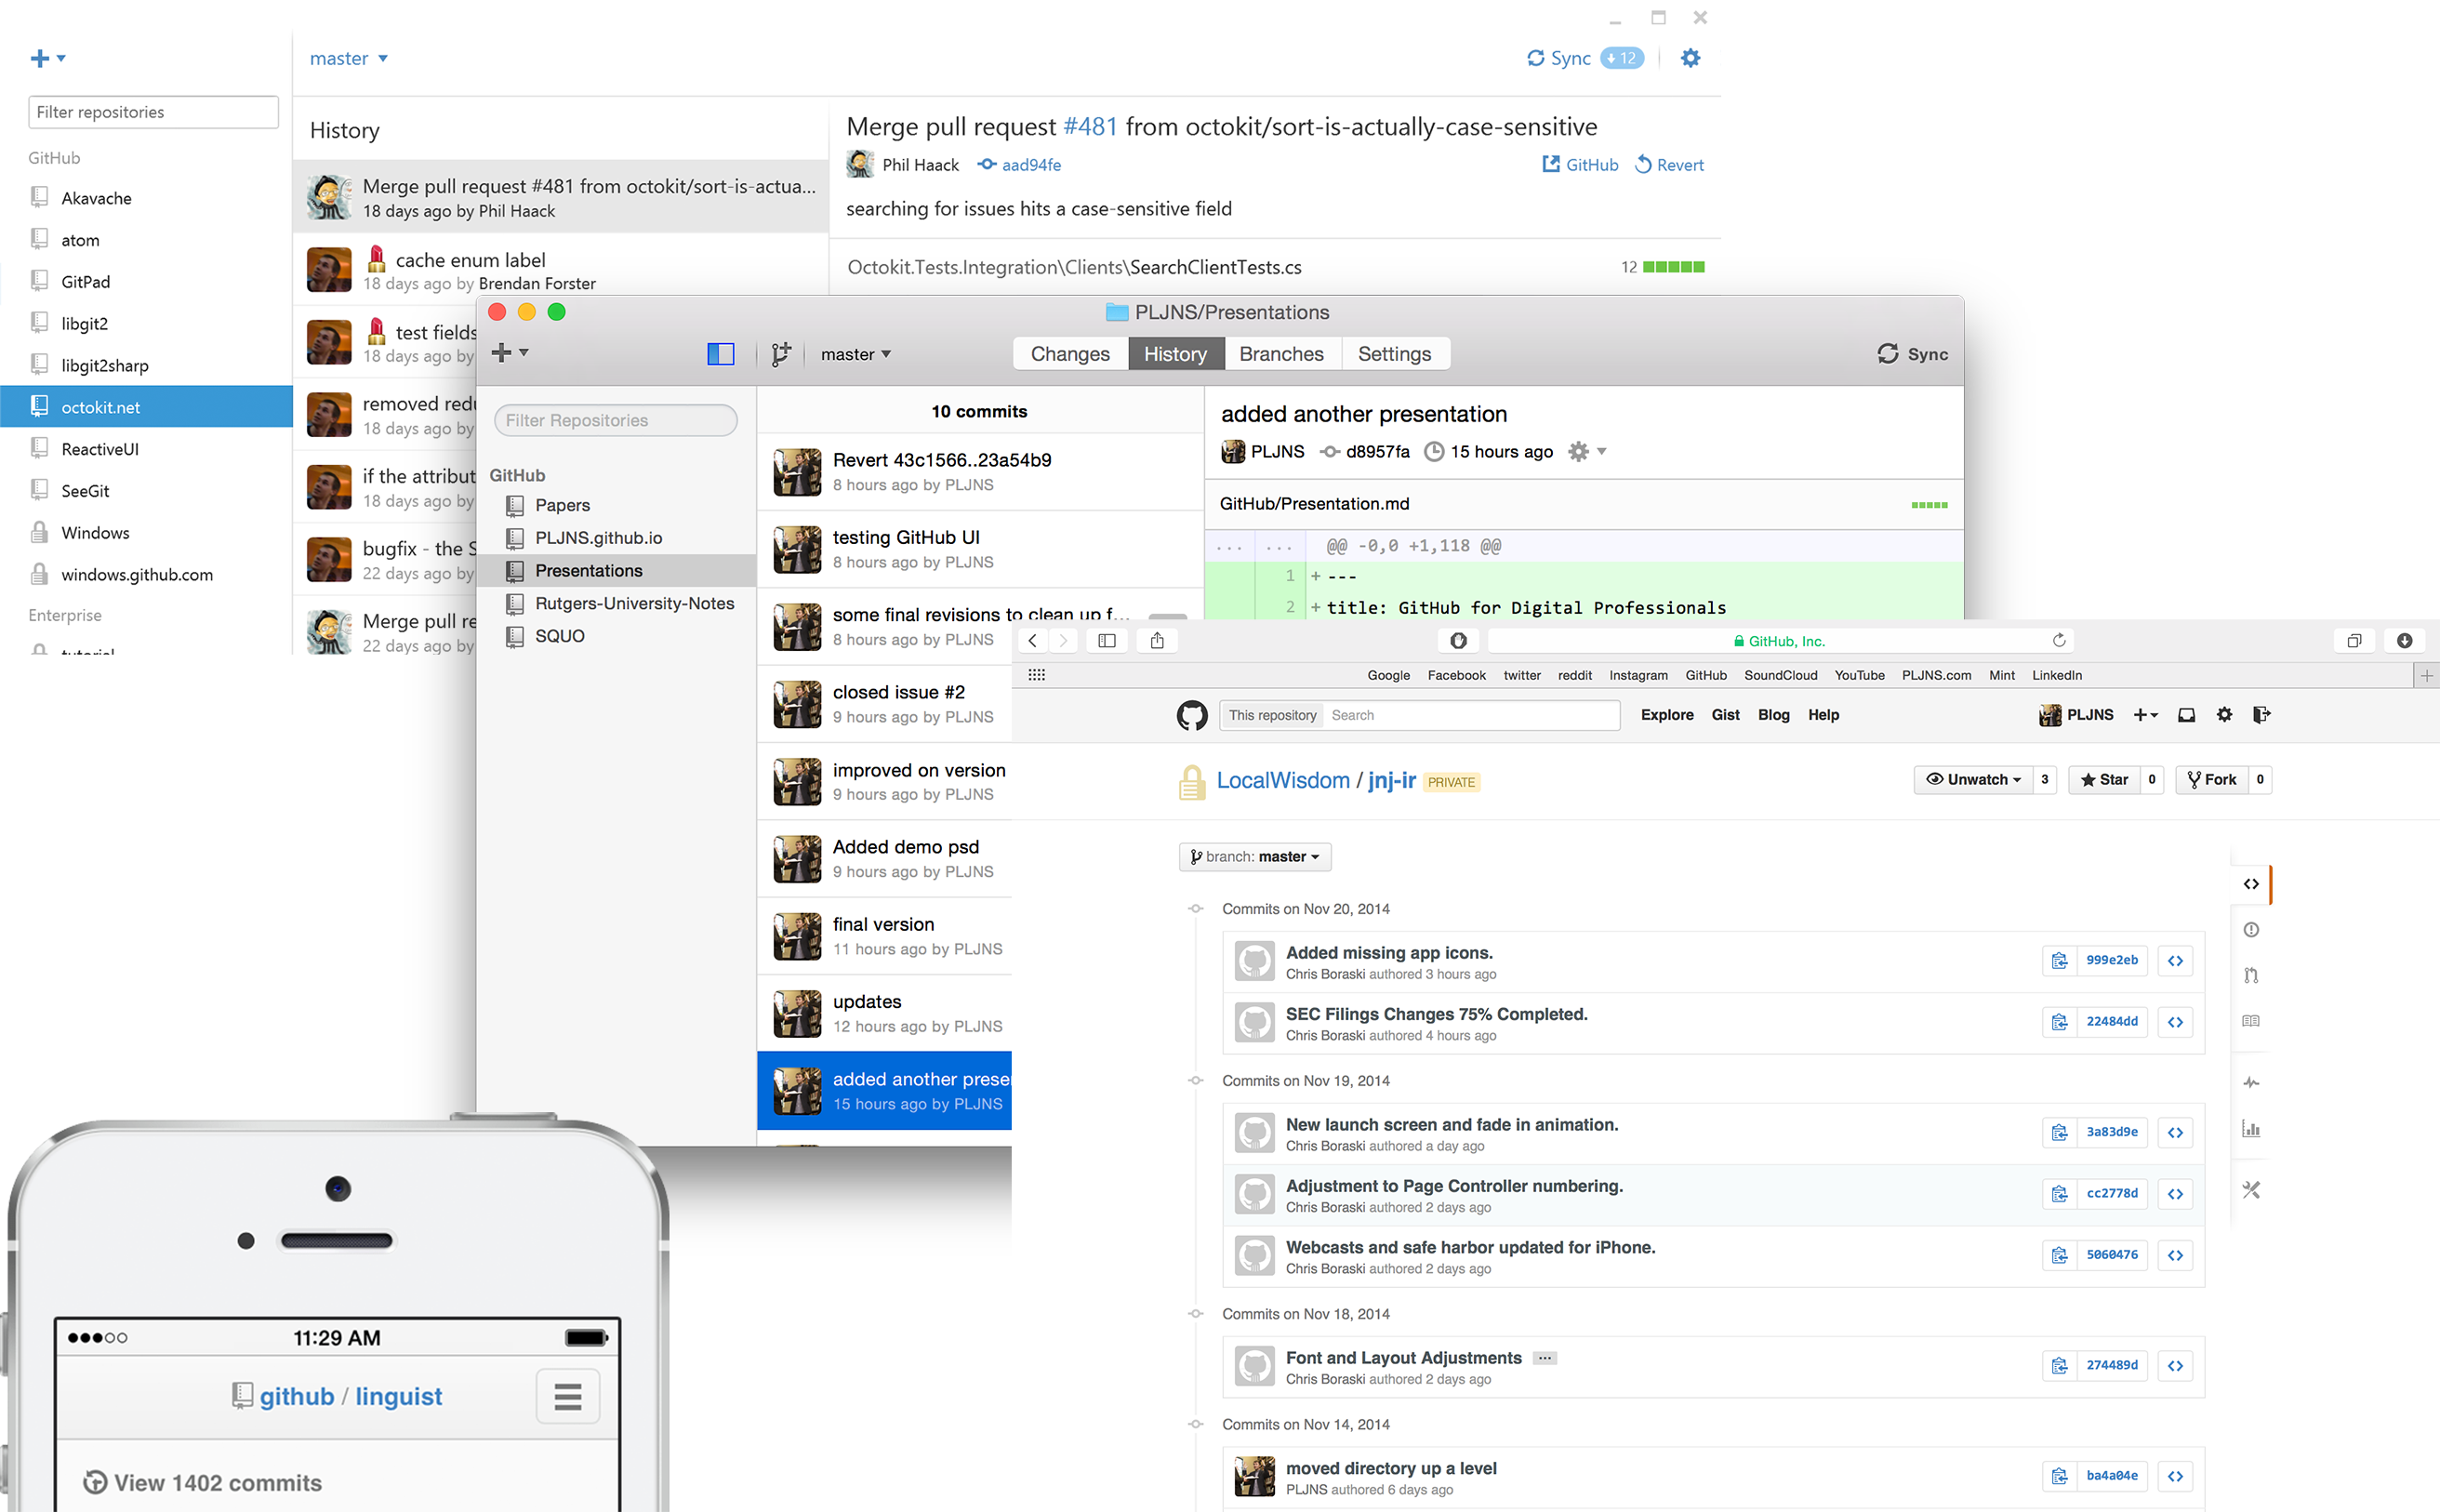 master
Sync
12
Filter repositories
GitHub
Akavache
atom
GitPad
libgit2
libgit2sharp
octokit.net
ReactiveUI
SeeGit
Windows
windows.github.com
Enterprise
tutorial
History
Merge pull request #481 from octokit/sort-is-actua...
18 days ago by Phil Haack
cache enum label
18 days ago by Brendan Forster
test fields
18 days ago by
removed
18 days ago by
if the attribut
18 days ago by
bugfix - the S
22 days ago by
Merge pull re
22 days ago by
Merge pull request #481 from octokit/sort-is-actually-case-sensitive
Phil Haack aad94fe
GitHub Revert
searching for issues hits a case-sensitive field
Octokit.Tests.Integration\Clients\SearchClientTests.cs
12
PLJNS/Presentations
master
Changes History Branches Settings
Sync
Filter Repositories
GitHub
Papers
PLJNS.github.io
Presentations
Rutgers-University-Notes
SQUO
10 commits
Revert 43c1566..23a54b9
8 hours ago by PLJNS
testing GitHub UI
8 hours ago by PLJNS
some final revisions to clean up f...
8 hours ago by PLJNS
closed issue #2
9 hours ago by PLJNS
improved on version
9 hours ago by PLJNS
Added demo psd
9 hours ago by PLJNS
final version
11 hours ago by PLJNS
updates
12 hours ago by PLJNS
added another prese
15 hours ago by PLJNS
added another presentation
PLJNS d8957fa 15 hours ago
GitHub/Presentation.md
... ... @@ -0,0 +1,118 @@
1 + ---
2 + title: GitHub for Digital Professionals
GitHub, Inc.
Google Facebook twitter reddit Instagram GitHub SoundCloud YouTube PLJNS.com Mint LinkedIn
This repository Search Explore Gist Blog Help PLJNS
LocalWisdom / jnj-ir PRIVATE
Unwatch 3 Star 0 Fork 0
branch: master
Commits on Nov 20, 2014
Added missing app icons.
Chris Boraski authored 3 hours ago
999e2eb
SEC Filings Changes 75% Completed.
Chris Boraski authored 4 hours ago
22484dd
Commits on Nov 19, 2014
New launch screen and fade in animation.
Chris Boraski authored a day ago
3a83d9e
Adjustment to Page Controller numbering.
Chris Boraski authored 2 days ago
cc2778d
Webcasts and safe harbor updated for iPhone.
Chris Boraski authored 2 days ago
5060476
Commits on Nov 18, 2014
Font and Layout Adjustments ...
Chris Boraski authored 2 days ago
274489d
Commits on Nov 14, 2014
moved directory up a level
PLJNS authored 6 days ago
ba4a04e
11:29 AM
github / linguist
View 1402 commits